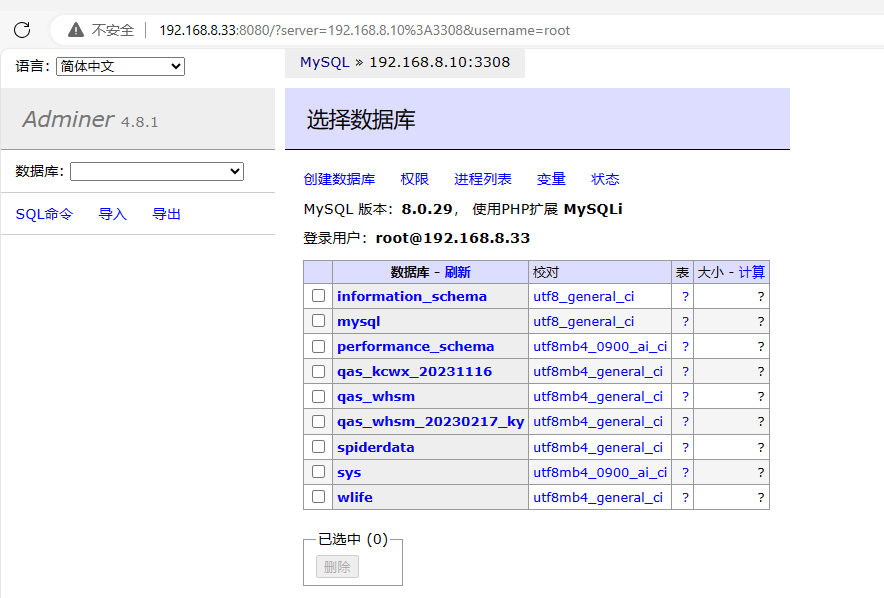 不安全 192.168.8.33:8080/?server=192.168.8.10%3A3308&username=root
语言: 简体中文
MySQL » 192.168.8.10:3308
Adminer 4.8.1
选择数据库
数据库:
SQL命令 导入 导出
创建数据库 权限 进程列表 变量 状态
MySQL 版本：8.0.29， 使用PHP扩展 MySQLi
登录用户：root@192.168.8.33
数据库 - 刷新 校对 表 大小 - 计算
information_schema utf8_general_ci ? ?
mysql utf8_general_ci ? ?
performance_schema utf8mb4_0900_ai_ci ? ?
qas_kcwx_20231116 utf8mb4_general_ci ? ?
qas_whsm utf8mb4_general_ci ? ?
qas_whsm_20230217_ky utf8mb4_general_ci ? ?
spiderdata utf8mb4_general_ci ? ?
sys utf8mb4_0900_ai_ci ? ?
wlife utf8mb4_general_ci ? ?
已选中 (0)
删除